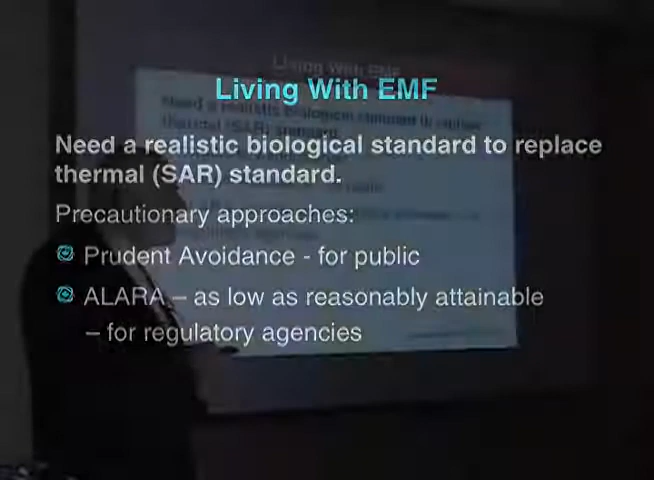 Living With EMF
Need a realistic biological standard to replace
thermal (SAR) standard.
Precautionary approaches:
Prudent Avoidance - for public
ALARA – as low as reasonably attainable
– for regulatory agencies